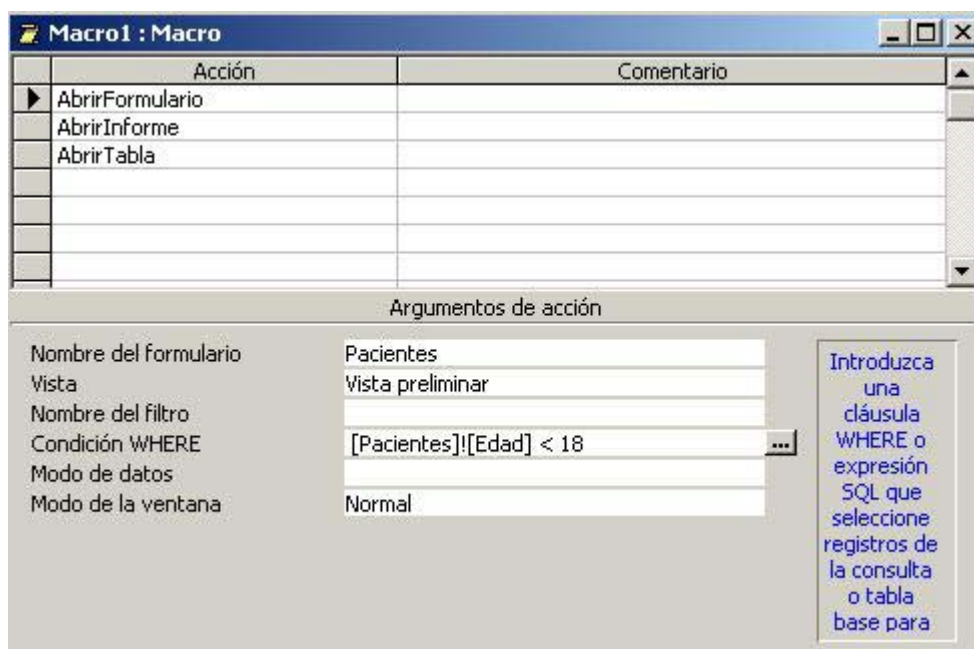 Macro1 : Macro
Acción Comentario
AbrirFormulario
AbrirInforme
AbrirTabla
Argumentos de acción
Nombre del formulario Pacientes
Vista Vista preliminar
Nombre del filtro
Condición WHERE [Pacientes]![Edad] < 18 ...
Modo de datos
Modo de la ventana Normal
Introduzca
una
cláusula
WHERE o
expresión
SQL que
seleccione
registros de
la consulta
o tabla
base para